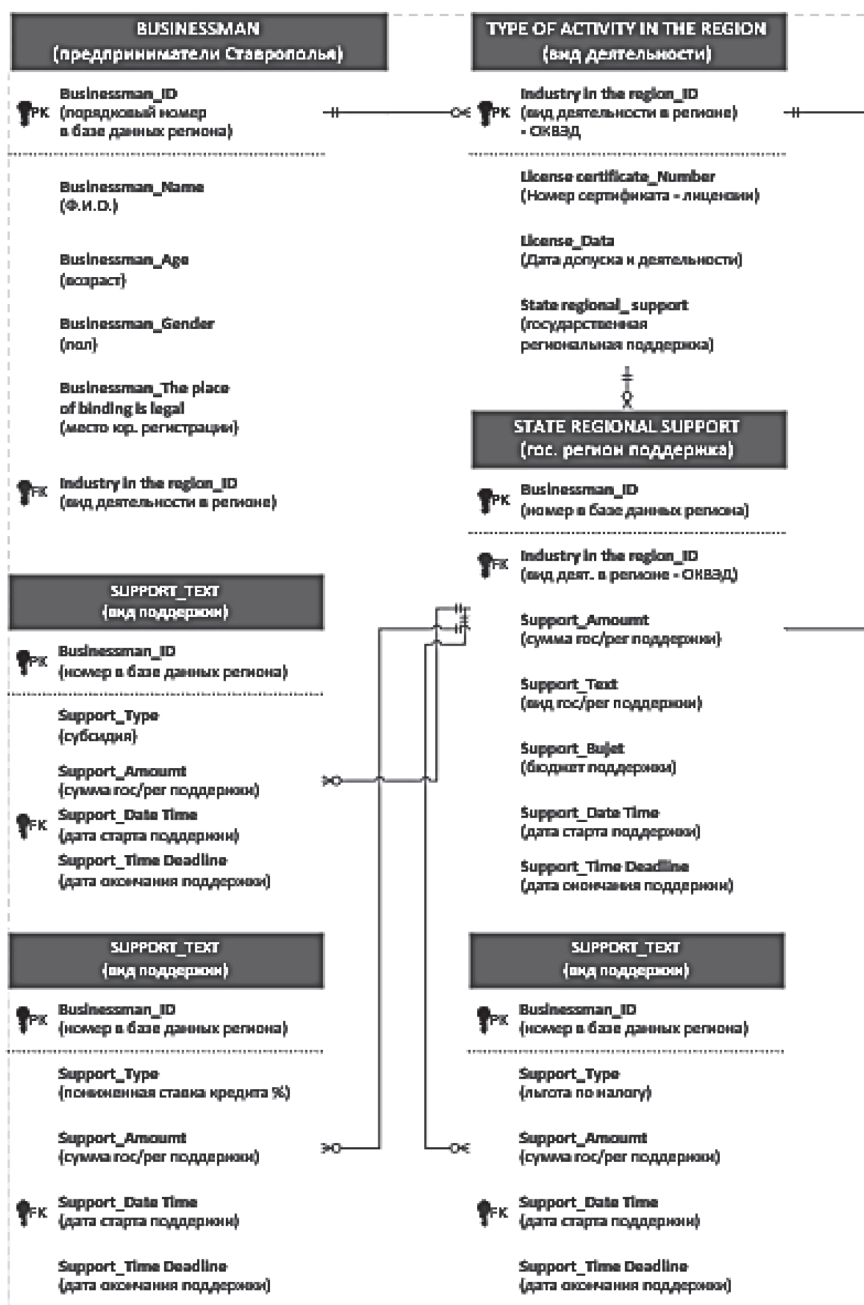 BUSINESSMAN
(предприниматели Ставрополья)
PK
Businessman_ID
(порядковый номер
в базе данных региона)
Businessman_Name
(Ф.И.О.)
Businessman_Age
(возраст)
Businessman_Gender
(пол)
Businessman_The place
of binding is legal
(место юр. регистрации)
FK
Industry in the region_ID
(вид деятельности в регионе)
TYPE OF ACTIVITY IN THE REGION
(вид деятельности)
PK
Industry in the region_ID
(вид деятельности в регионе)
- ОКВЭД
License certificate_Number
(Номер сертификата - лицензии)
License_Data
(Дата допуска к деятельности)
State regional_support
(государственная
региональная поддержка)
STATE REGIONAL SUPPORT
(гос. регион поддержка)
PK
Businessman_ID
(номер в базе данных региона)
FK
Industry in the region_ID
(вид деят. в регионе - ОКВЭД)
Support_Amoumt
(сумма гос/рег поддержки)
Support_Text
(вид гос/рег поддержки)
Support_Bujet
(бюджет поддержки)
Support_Date Time
(дата старта поддержки)
Support_Time Deadline
(дата окончания поддержки)
SUPPORT_TEXT
(вид поддержки)
PK
Businessman_ID
(номер в базе данных региона)
Support_Type
(субсидия)
Support_Amoumt
(сумма гос/рег поддержки)
FK
Support_Date Time
(дата старта поддержки)
Support_Time Deadline
(дата окончания поддержки)
SUPPORT_TEXT
(вид поддержки)
PK
Businessman_ID
(номер в базе данных региона)
Support_Type
(пониженная ставка кредита %)
Support_Amoumt
(сумма гос/рег поддержки)
FK
Support_Date Time
(дата старта поддержки)
Support_Time Deadline
(дата окончания поддержки)
SUPPORT_TEXT
(вид поддержки)
PK
Businessman_ID
(номер в базе данных региона)
Support_Type
(льгота по налогу)
Support_Amoumt
(сумма гос/рег поддержки)
FK
Support_Date Time
(дата старта поддержки)
Support_Time Deadline
(дата окончания поддержки)